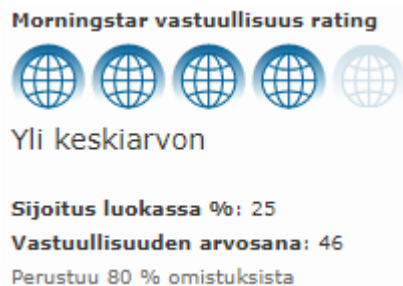 Morningstar vastuullisuus rating
Yli keskiarvon
Sijoitus luokassa %: 25
Vastuullisuuden arvosana: 46
Perustuu 80 % omistuksista